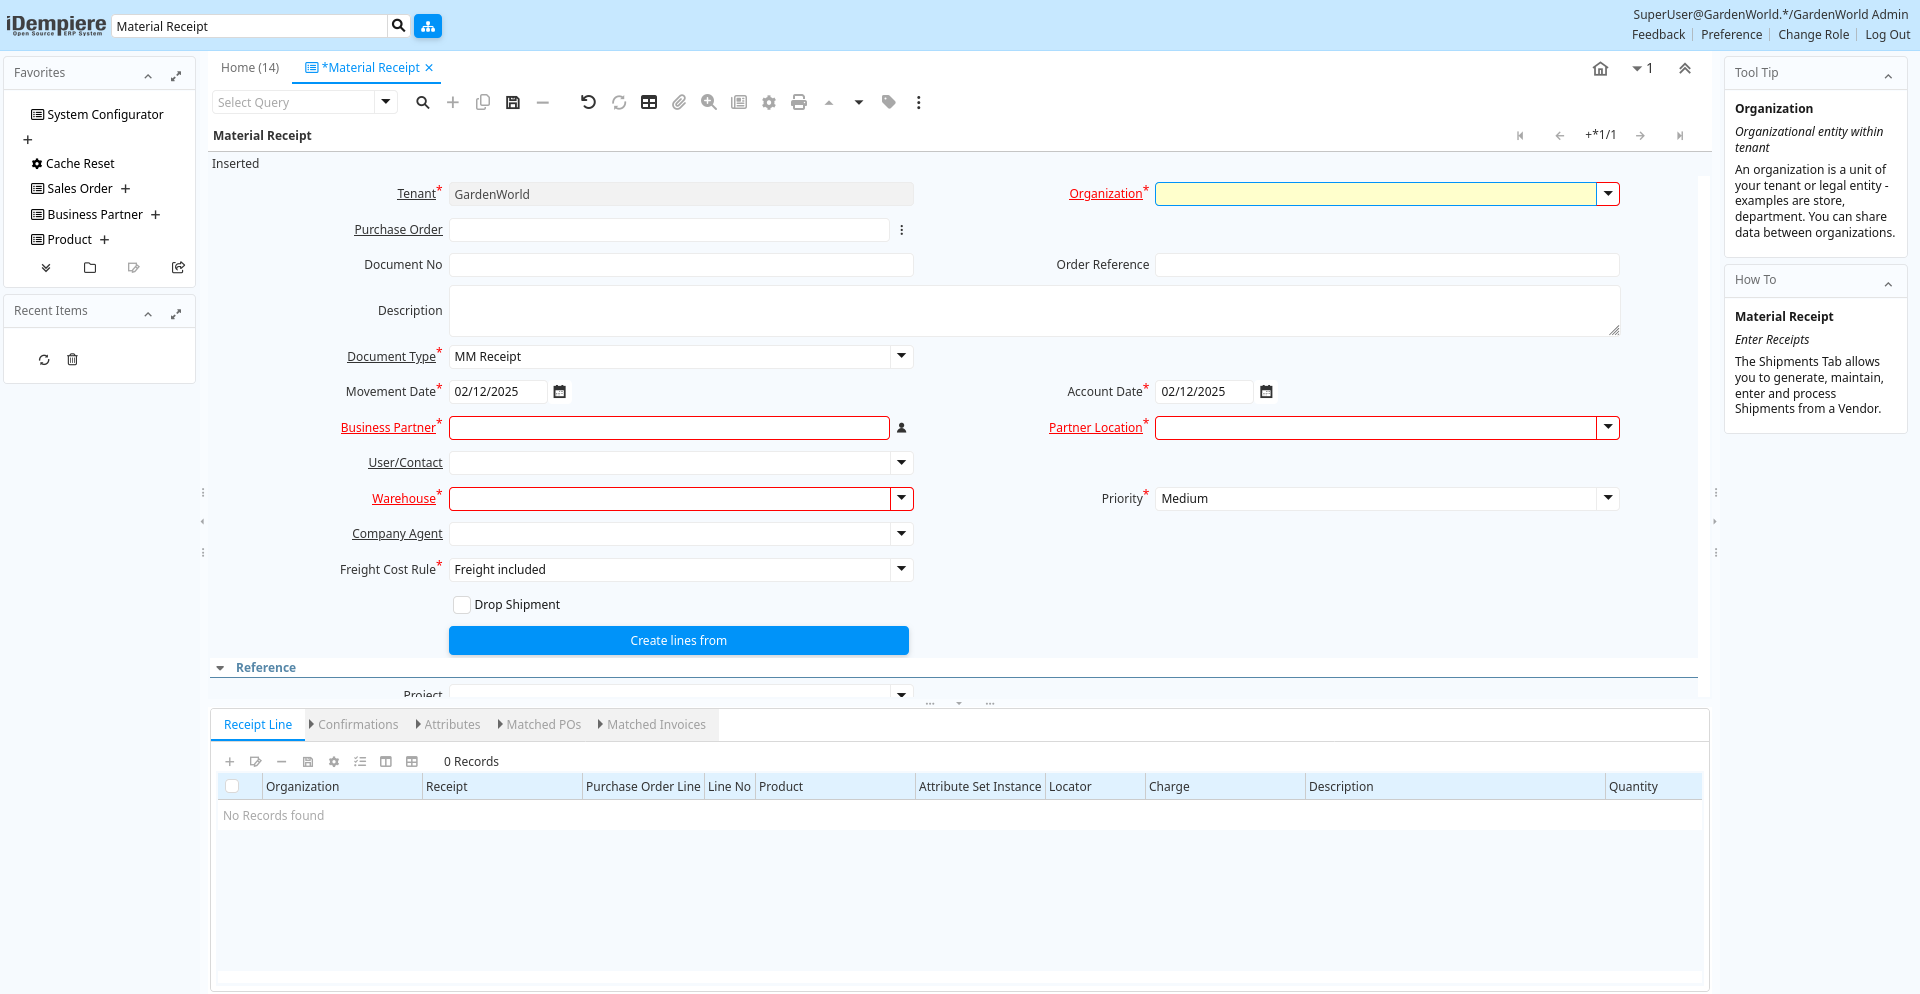 iDempiere
Open Source ERP System
Material Receipt
SuperUser@GardenWorld.*/GardenWorld Admin
Feedback
Preference
Change Role
Log Out
Favorites
System Configurator
Cache Reset
Sales Order
Business Partner
Product
Recent Items
Home (14)
*Material Receipt
1
Select Query
Material Receipt
+*1/1
Inserted
Tenant*
GardenWorld
Organization*
Purchase Order
Document No
Order Reference
Description
Document Type*
MM Receipt
Movement Date*
02/12/2025
Account Date*
02/12/2025
Business Partner*
Partner Location*
User/Contact
Warehouse*
Priority*
Medium
Company Agent
Freight Cost Rule*
Freight included
Drop Shipment
Create lines from
Reference
Project
Receipt Line
Confirmations
Attributes
Matched POs
Matched Invoices
0 Records
Organization
Receipt
Purchase Order Line
Line No
Product
Attribute Set Instance
Locator
Charge
Description
Quantity
No Records found
Tool Tip
Organization
Organizational entity within
tenant
An organization is a unit of
your tenant or legal entity -
examples are store,
department. You can share
data between organizations.
How To
Material Receipt
Enter Receipts
The Shipments Tab allows
you to generate, maintain,
enter and process
Shipments from a Vendor.